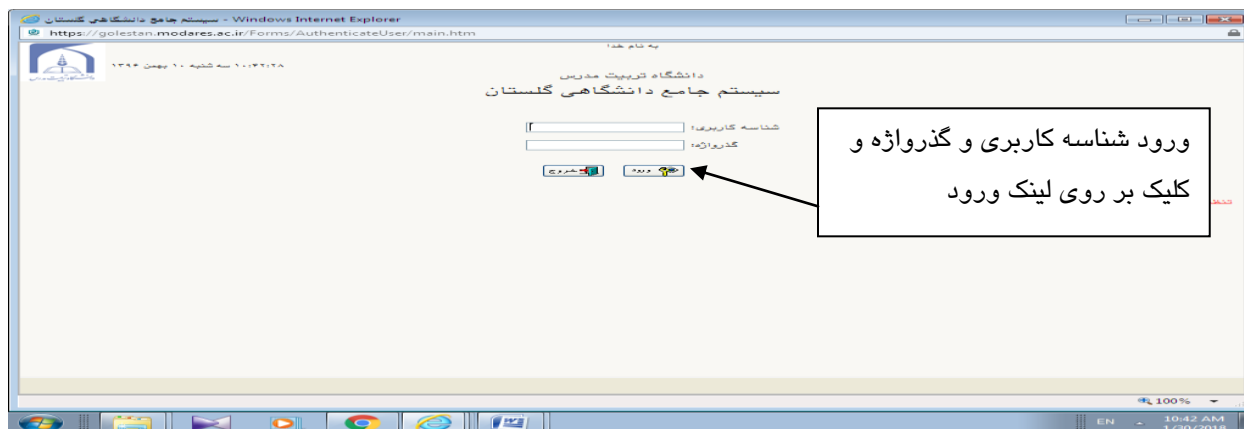 سیستم جامع دانشگاهی گلستان - Windows Internet Explorer
https://golestan.modares.ac.ir/Forms/AuthenticateUser/main.htm
به نام خدا
۱۰:۴۲:۲۸ سه شنبه ۱۰ بهمن ۱۳۹۶
دانشگاه تربیت مدرس
سیستم جامع دانشگاهی گلستان
شناسه کاربری:
گذرواژه:
ورود
خروج
ورود شناسه کاربری و گذرواژه و
کلیک بر روی لینک ورود
100%
EN
10:42 AM
1/30/2018